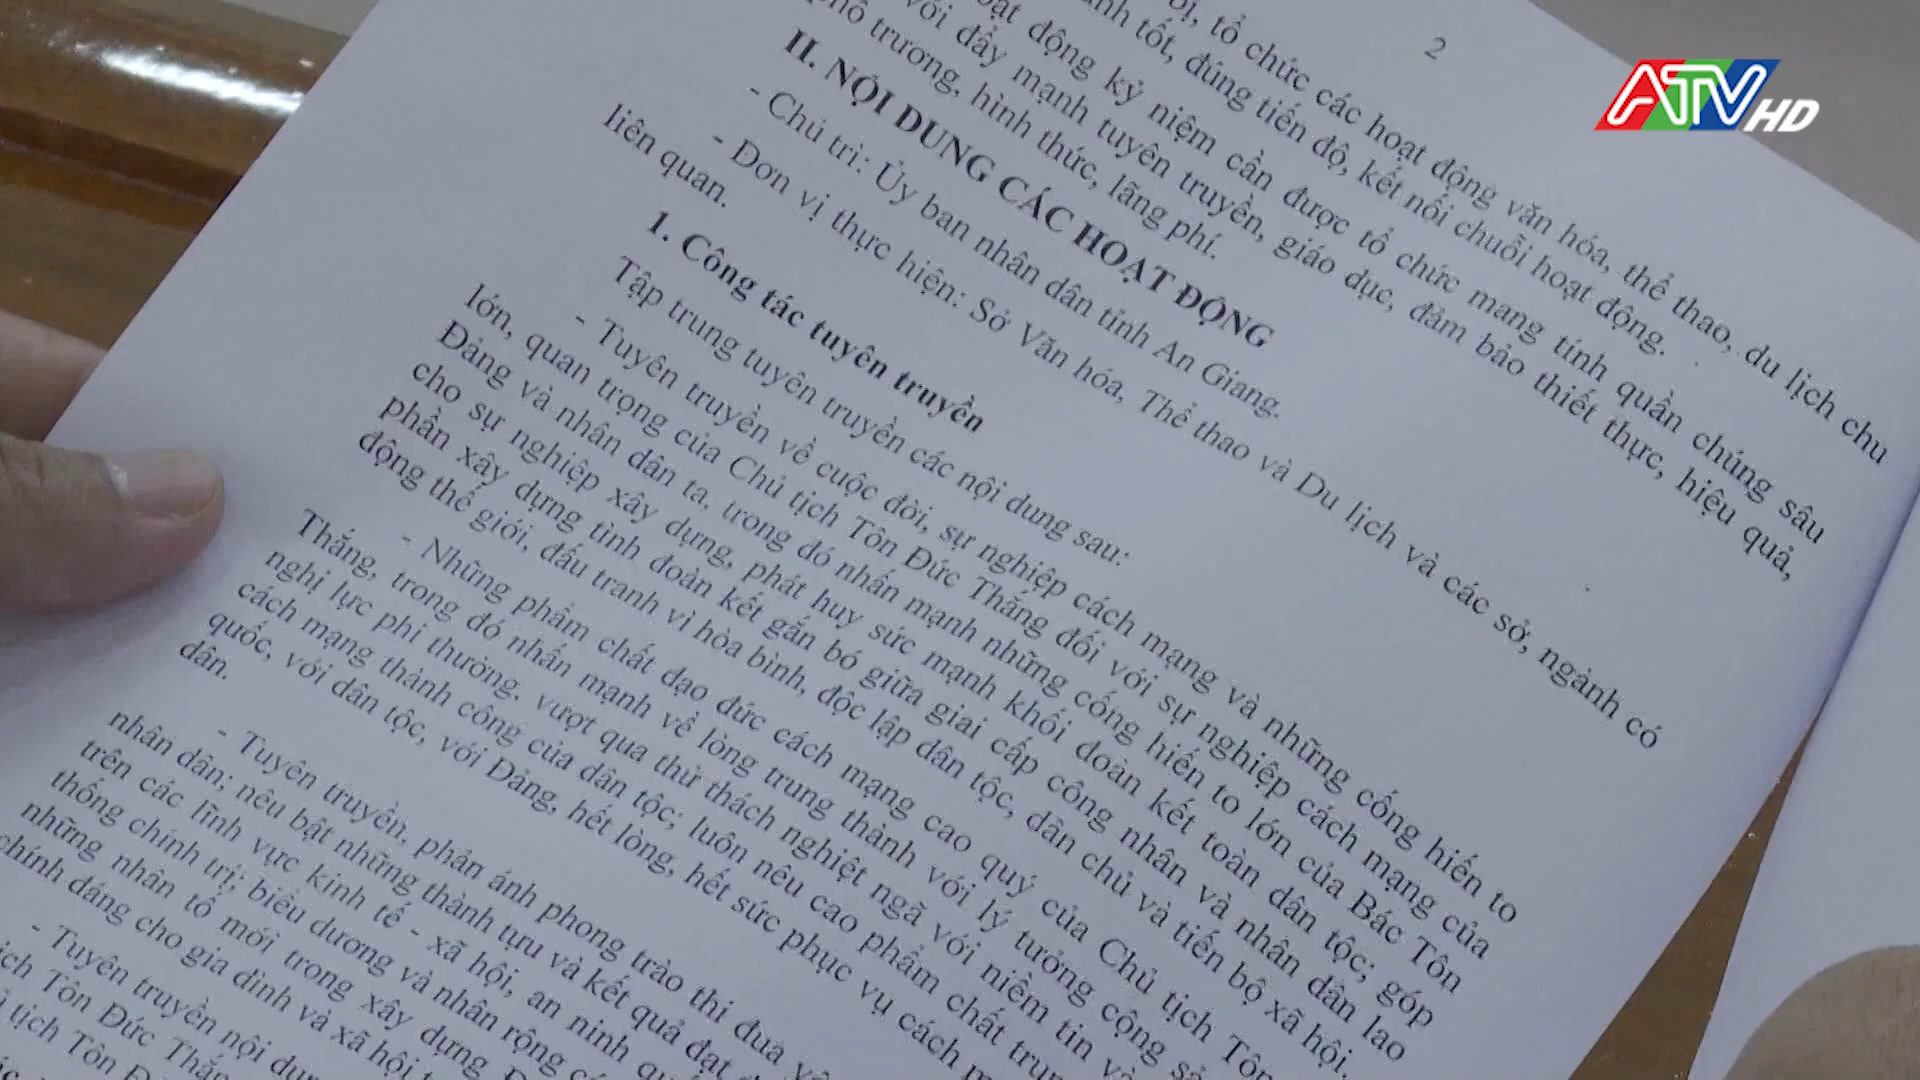 2
ATV HD
bị, tổ chức các hoạt động văn hóa, thể thao, du lịch chu
tốt, đúng tiến độ, kết nối chuỗi hoạt động.
động kỷ niệm cần được tổ chức mang tính quần chúng sâu
với đẩy mạnh tuyên truyền, giáo dục, đảm bảo thiết thực, hiệu quả,
phô trương, hình thức, lãng phí.
II. NỘI DUNG CÁC HOẠT ĐỘNG
- Chủ trì: Ủy ban nhân dân tỉnh An Giang.
- Đơn vị thực hiện: Sở Văn hóa, Thể thao và Du lịch và các sở, ngành có
liên quan.
1. Công tác tuyên truyền
Tập trung tuyên truyền các nội dung sau:
- Tuyên truyền về cuộc đời, sự nghiệp cách mạng và những cống hiến to
lớn, quan trọng của Chủ tịch Tôn Đức Thắng đối với sự nghiệp cách mạng của
Đảng và nhân dân ta, trong đó nhấn mạnh những cống hiến to lớn của Bác Tôn
cho sự nghiệp xây dựng, phát huy sức mạnh khối đoàn kết toàn dân tộc; góp
phần xây dựng tình đoàn kết gắn bó giữa giai cấp công nhân và nhân dân lao
động thế giới, đấu tranh vì hòa bình, độc lập dân tộc, dân chủ và tiến bộ xã hội.
- Những phẩm chất đạo đức cách mạng cao quý của Chủ tịch Tôn
Thắng, trong đó nhấn mạnh về lòng trung thành với lý tưởng cộng
nghị lực phi thường, vượt qua thử thách nghiệt ngã với niềm tin về
cách mạng thành công của dân tộc; luôn nêu cao phẩm chất
quốc, với dân tộc, với Đảng, hết lòng, hết sức phục vụ cách
dân.
- Tuyên truyền, phản ánh phong trào thi đua
nhân dân; nêu bật những thành tựu và kết quả đạt
trên các lĩnh vực kinh tế - xã hội, an ninh
thống chính trị; biểu dương và nhân rộng
những nhân tố mới trong xây dựng
chính đáng cho gia đình và xã hội
- Tuyên truyền nội
Tôn Đức
tịch Tôn